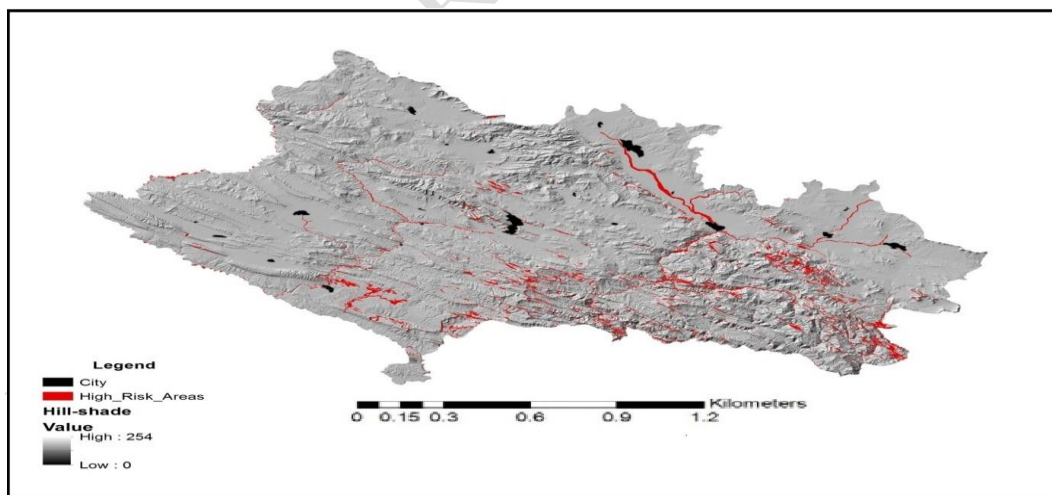 Legend
City
High_Risk_Areas
Hill-shade
Value
High : 254
Low : 0
Kilometers
0 0.15 0.3 0.6 0.9 1.2